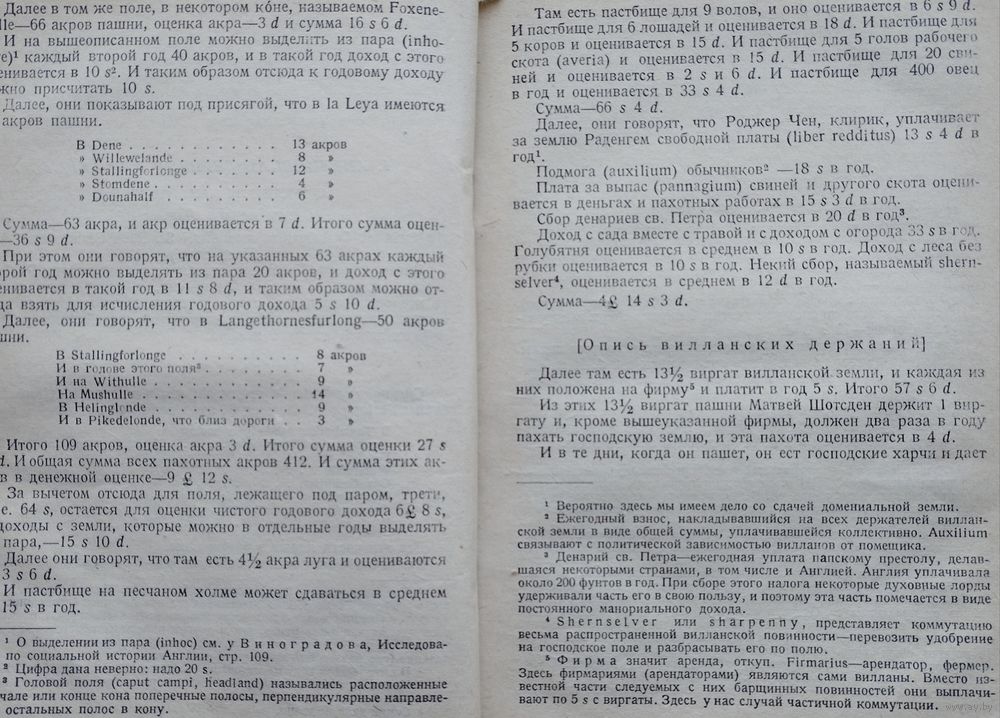 Далее в том же поле, в некотором ко́не, называемом Foxene-
lle—66 акров пашни, оценка акра—3 d и сумма 16 s 6 d.
И на вышеописанном поле можно выделить из пара (inho-
e)¹ каждый второй год 40 акров, и в такой год доход с этого
енивается в 10 s². И таким образом отсюда к годовому доходу
жно присчитать 10 s.
Далее, они показывают под присягой, что в la Leya имеются
акров пашни.
В Dene . . . . . . . . . . . 13 акров
» Willewelande . . . . . . . . 8 »
» Stallingforlonge . . . . . . . 12 »
» Stomdene . . . . . . . . . 4 »
» Dounahalf . . . . . . . . . 6 »
Сумма—63 акра, и акр оценивается в 7 d. Итого сумма оцен-
—36 s 9 d.
При этом они говорят, что на указанных 63 акрах каждый
орой год можно выделять из пара 20 акров, и доход с этого
енивается в такой год в 11 s 8 d, и таким образом можно от-
да взять для исчисления годового дохода 5 s 10 d.
Далее, они говорят, что в Langethornesfurlong—50 акров
шни.
В Stallingforlonge . . . . . . . . . 8 акров
И в голове этого поля³ . . . . . . . 7 »
И на Withulle . . . . . . . . . . 9 »
На Mushulle . . . . . . . . . . . 14 »
В Helinglonde . . . . . . . . . . 9 »
И в Pikedelonde, что близ дороги . . 3 »
Итого 109 акров, оценка акра 3 d. Итого сумма оценки 27 s
d. И общая сумма всех пахотных акров 412. И сумма этих ак-
в в денежной оценке—9 £ 12 s.
За вычетом отсюда для поля, лежащего под паром, трети,
е. 64 s, остается для оценки чистого годового дохода 6£ 8 s,
доходы с земли, которые можно в отдельные годы выделять
пара,—15 s 10 d.
Далее они говорят, что там есть 4½ акра луга и оцениваются
3 s 6 d.
И пастбище на песчаном холме может сдаваться в среднем
15 s в год.
¹ О выделении из пара (inhoc) см. у Виноградова, Исследова-
по социальной истории Англии, стр. 109.
² Цифра дана неверно: надо 20 s.
³ Головой поля (caput campi, headland) назывались расположенные
чале или конце кона поперечные полосы, перпендикулярные направле-
остальных полос в кону.
Там есть пастбище для 9 волов, и оно оценивается в 6 s 9 d.
И пастбище для 6 лошадей и оценивается в 18 d. И пастбище для
5 коров и оценивается в 15 d. И пастбище для 5 голов рабочего
скота (averia) и оценивается в 15 d. И пастбище для 20 сви-
ней и оценивается в 2 s и 6 d. И пастбище для 400 овец
в год и оценивается в 33 s 4 d.
Сумма—66 s 4 d.
Далее, они говорят, что Роджер Чен, клирик, уплачивает
за землю Раденгем свободной платы (liber redditus) 13 s 4 d в
год¹.
Подмога (auxilium) обычников² —18 s в год.
Плата за выпас (pannagium) свиней и другого скота оцени-
вается в деньгах и пахотных работах в 15 s 3 d в год.
Сбор денариев св. Петра оценивается в 20 d в год³.
Доход с сада вместе с травой и с доходом с огорода 33 s в год.
Голубятня оценивается в среднем в 10 s в год. Доход с леса без
рубки оценивается в 10 s в год. Некий сбор, называемый shern-
selver⁴, оценивается в среднем в 12 d в год.
Сумма—4£ 14 s 3 d.
[Опись вилланских держаний]
Далее там есть 13½ виргат вилланской земли, и каждая из
них положена на фирму⁵ и платит в год 5 s. Итого 57 s 6 d.
Из этих 13½ виргат пашни Матвей Шотсден держит 1 вир-
гату и, кроме вышеуказанной фирмы, должен два раза в году
пахать господскую землю, и эта пахота оценивается в 4 d.
И в те дни, когда он пашет, он ест господские харчи и дает
¹ Вероятно здесь мы имеем дело со сдачей домениальной земли.
² Ежегодный взнос, накладывавшийся на всех держателей виллан-
ской земли в виде общей суммы, уплачивавшейся коллективно. Auxilium
связывают с политической зависимостью вилланов от помещика.
³ Денарий св. Петра—ежегодная уплата папскому престолу, делав-
шаяся некоторыми странами, в том числе и Англией. Англия уплачивала
около 200 фунтов в год. При сборе этого налога некоторые духовные лорды
удерживали часть его в свою пользу, и поэтому эта часть помечается в виде
постоянного манориального дохода.
⁴ Shernselver или sharpenny, представляет коммутацию
весьма распространенной вилланской повинности—перевозить удобрение
на господское поле и разбрасывать его по полю.
⁵ Фирма значит аренда, откуп. Firmarius—арендатор, фермер.
Здесь фирмариями (арендаторами) являются сами вилланы. Вместо из-
вестной части следуемых с них барщинных повинностей они выплачи-
вают по 5 s с виргаты. Здесь у нас случай частичной коммутации.
www.ay.by